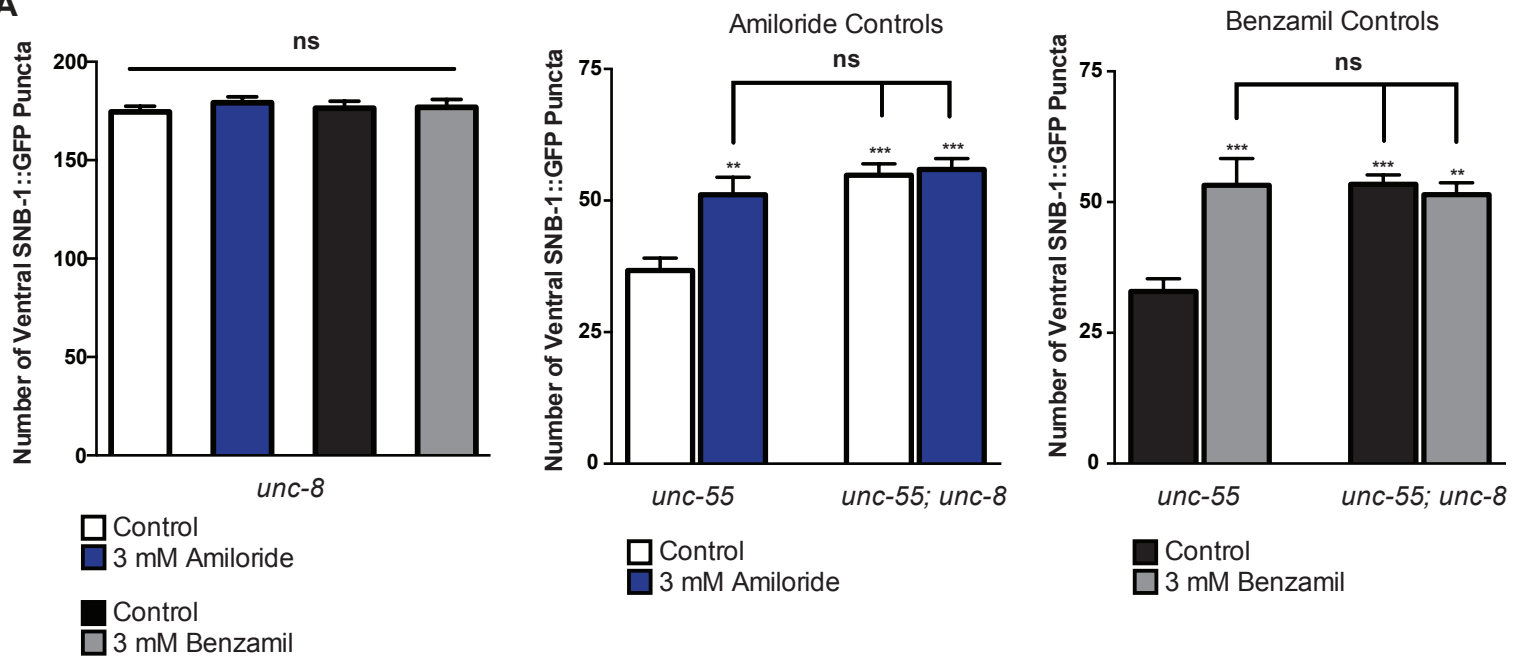 A
Number of Ventral SNB-1::GFP Puncta
200
150
100
50
0
ns
unc-8
Control
3 mM Amiloride
Control
3 mM Benzamil
Amiloride Controls
Number of Ventral SNB-1::GFP Puncta
75
50
25
0
ns
**
***
***
unc-55
unc-55; unc-8
Control
3 mM Amiloride
Benzamil Controls
Number of Ventral SNB-1::GFP Puncta
75
50
25
0
ns
***
***
**
unc-55
unc-55; unc-8
Control
3 mM Benzamil